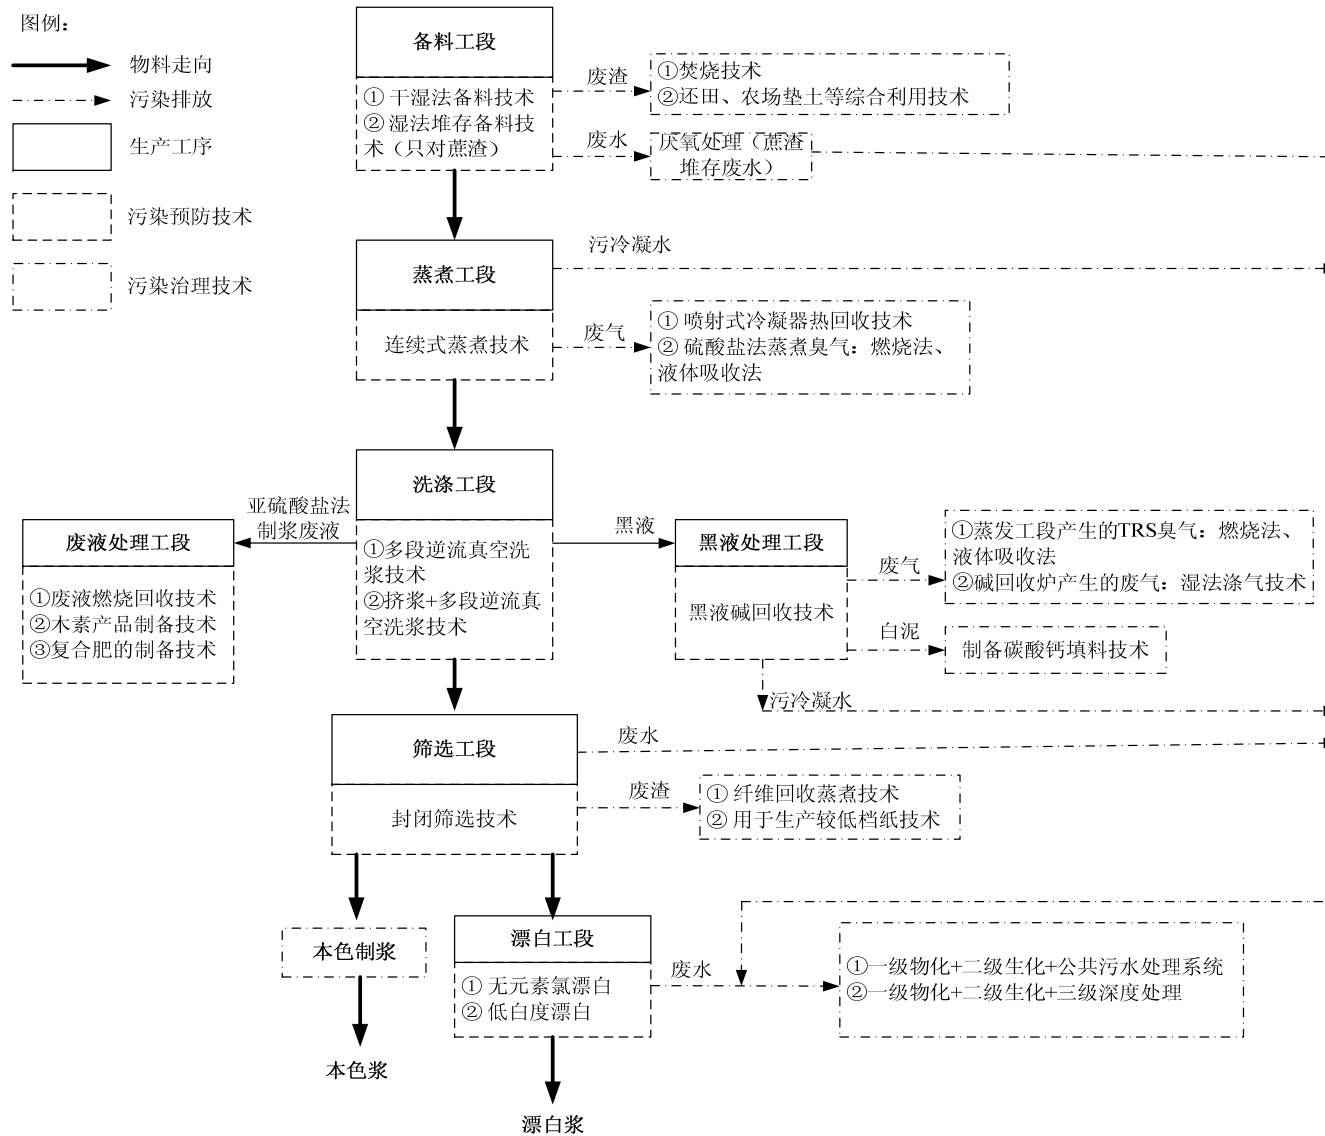 图例：
物料走向
污染排放
生产工序
污染预防技术
污染治理技术
备料工段
① 干湿法备料技术
② 湿法堆存备料技
术（只对蔗渣）
废渣
①焚烧技术
②还田、农场垫土等综合利用技术
废水
厌氧处理（蔗渣
堆存废水）
蒸煮工段
连续式蒸煮技术
污冷凝水
废气
① 喷射式冷凝器热回收技术
② 硫酸盐法蒸煮臭气：燃烧法、
液体吸收法
洗涤工段
①多段逆流真空洗
浆技术
②挤浆+多段逆流真
空洗浆技术
亚硫酸盐法
制浆废液
废液处理工段
①废液燃烧回收技术
②木素产品制备技术
③复合肥的制备技术
黑液
黑液处理工段
黑液碱回收技术
废气
①蒸发工段产生的TRS臭气：燃烧法、
液体吸收法
②碱回收炉产生的废气：湿法涤气技术
白泥
制备碳酸钙填料技术
污冷凝水
筛选工段
封闭筛选技术
废水
废渣
① 纤维回收蒸煮技术
② 用于生产较低档纸技术
本色制浆
本色浆
漂白工段
① 无元素氯漂白
② 低白度漂白
废水
①一级物化+二级生化+公共污水处理系统
②一级物化+二级生化+三级深度处理
漂白浆